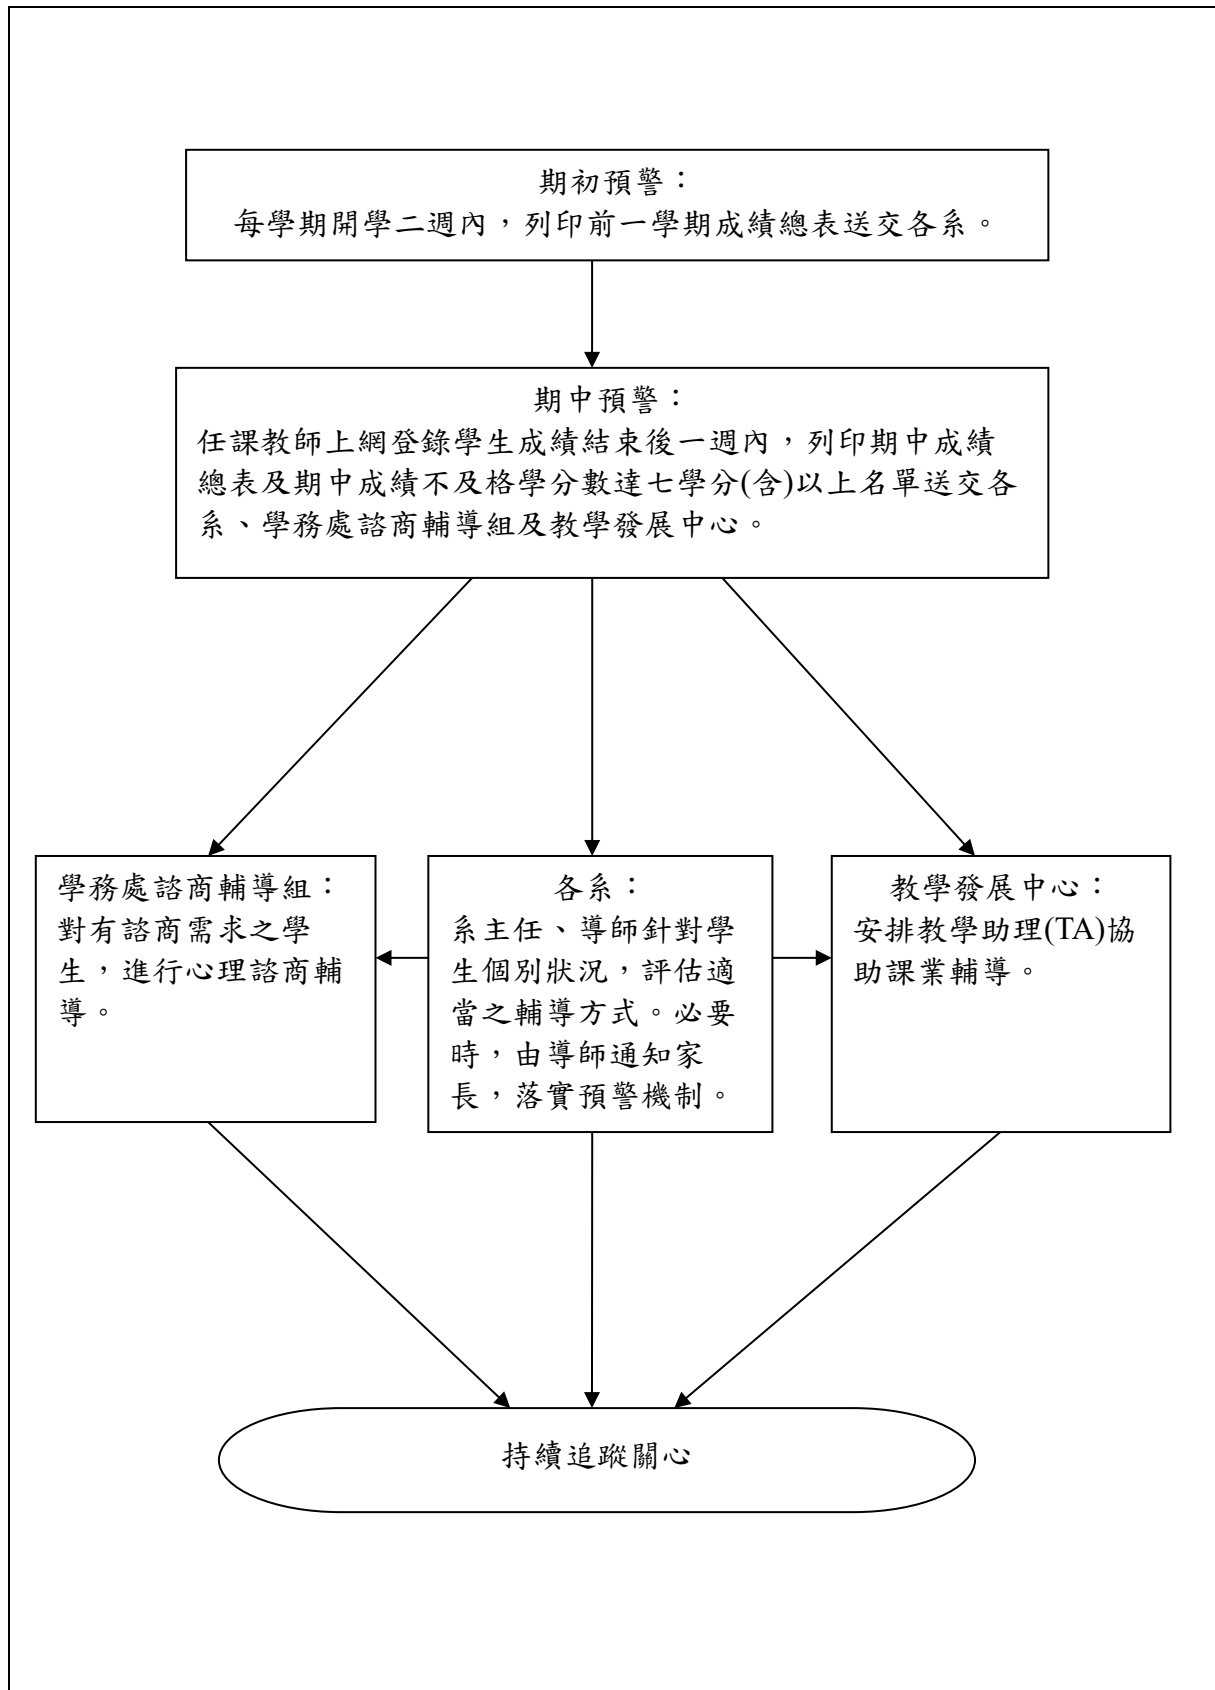 期初預警：
每學期開學二週內，列印前一學期成績總表送交各系。
期中預警：
任課教師上網登錄學生成績結束後一週內，列印期中成績
總表及期中成績不及格學分數達七學分(含)以上名單送交各
系、學務處諮商輔導組及教學發展中心。
學務處諮商輔導組：
對有諮商需求之學
生，進行心理諮商輔
導。
各系：
系主任、導師針對學
生個別狀況，評估適
當之輔導方式。必要
時，由導師通知家
長，落實預警機制。
教學發展中心：
安排教學助理(TA)協
助課業輔導。
持續追蹤關心